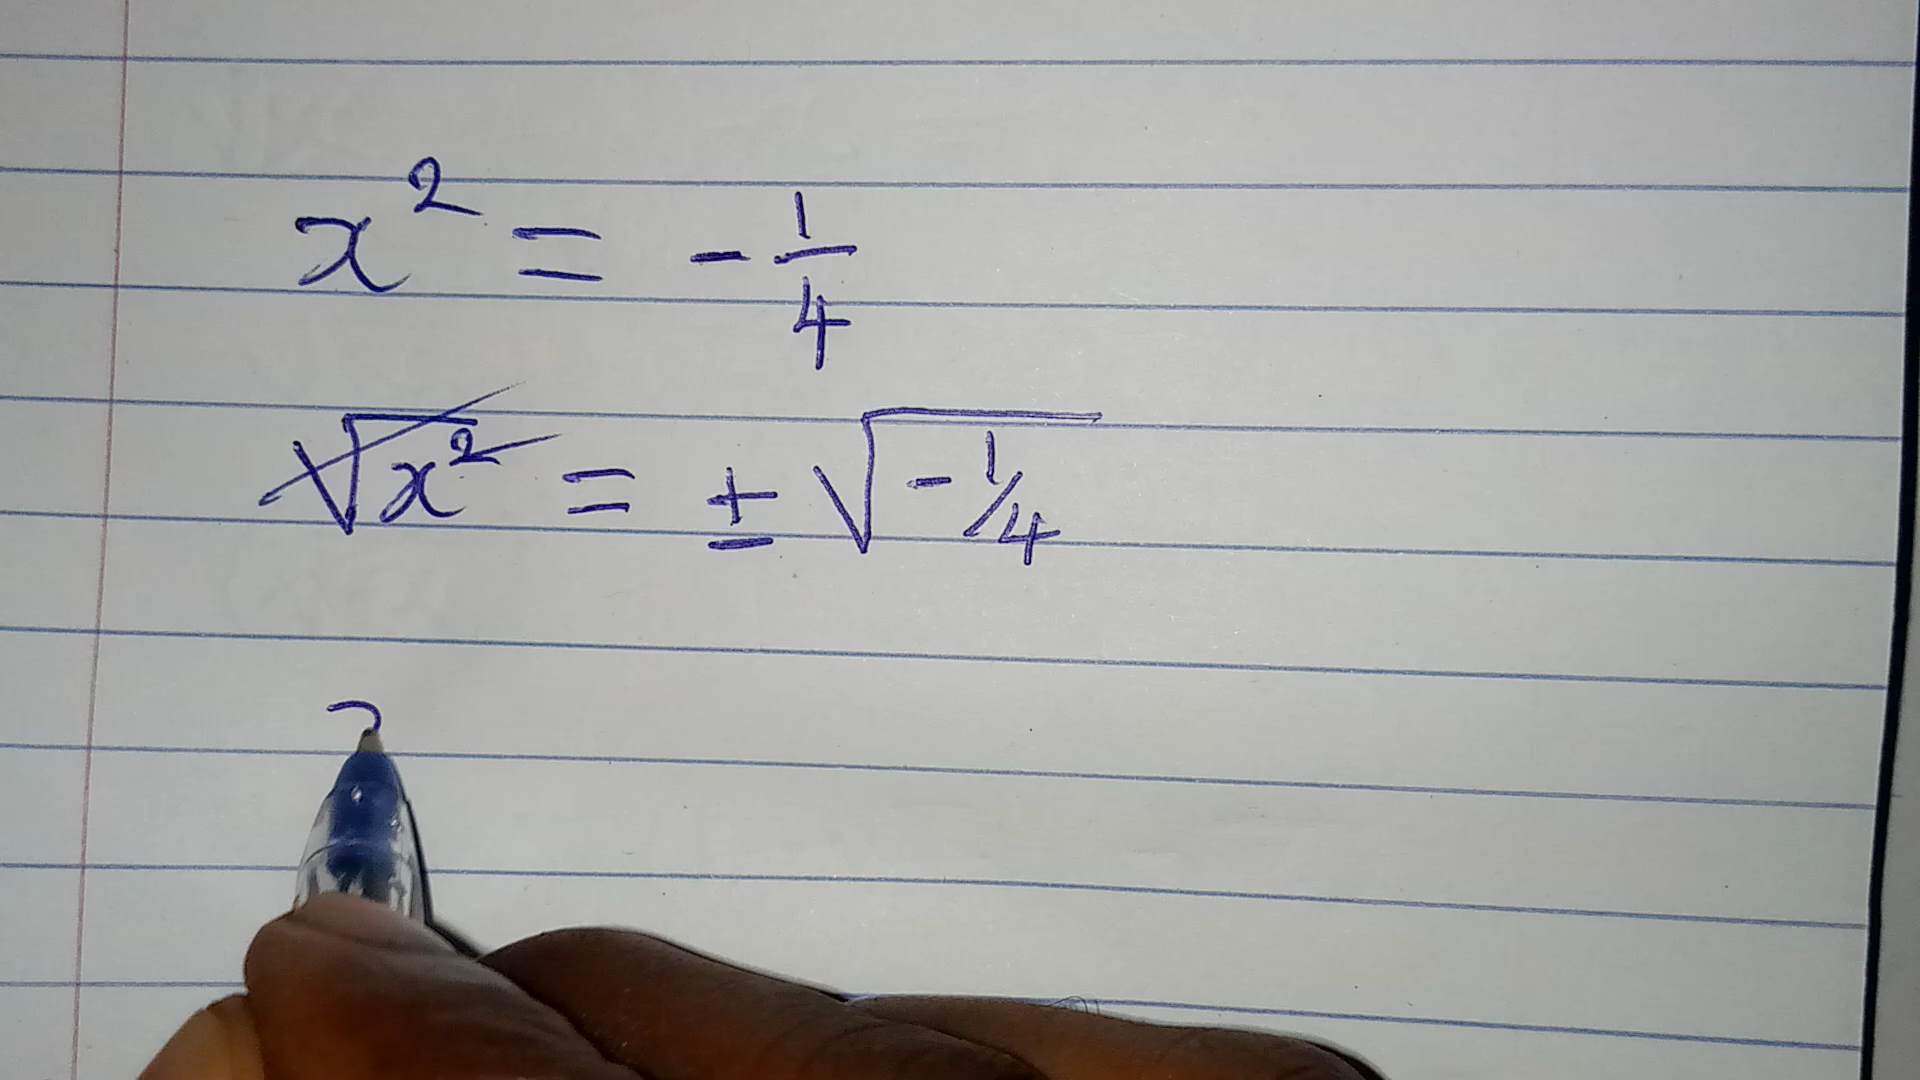 x² = - 1/4
√x² = ± √-1/4